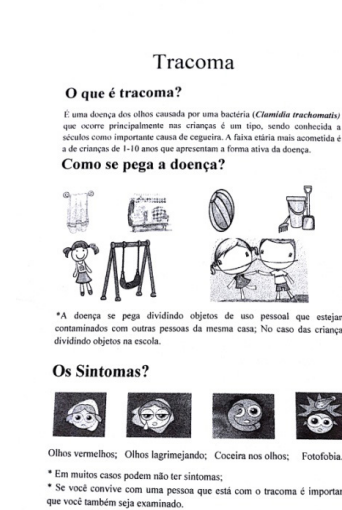 Tracoma
O que é tracoma?
É uma doença dos olhos causada por uma bactéria (Clamídia trachomatis)
que ocorre principalmente nas crianças é um tipo, sendo conhecida a
séculos como importante causa de cegueira. A faixa etária mais acometida é
a de crianças de 1-10 anos que apresentam a forma ativa da doença.
Como se pega a doença?
*A doença se pega dividindo objetos de uso pessoal que estejam
contaminados com outras pessoas da mesma casa; No caso das criança
dividindo objetos na escola.
Os Sintomas?
Olhos vermelhos; Olhos lagrimejando; Coceira nos olhos; Fotofobia.
* Em muitos casos podem não ter sintomas;
* Se você convive com uma pessoa que está com o tracoma é importan
que você também seja examinado.